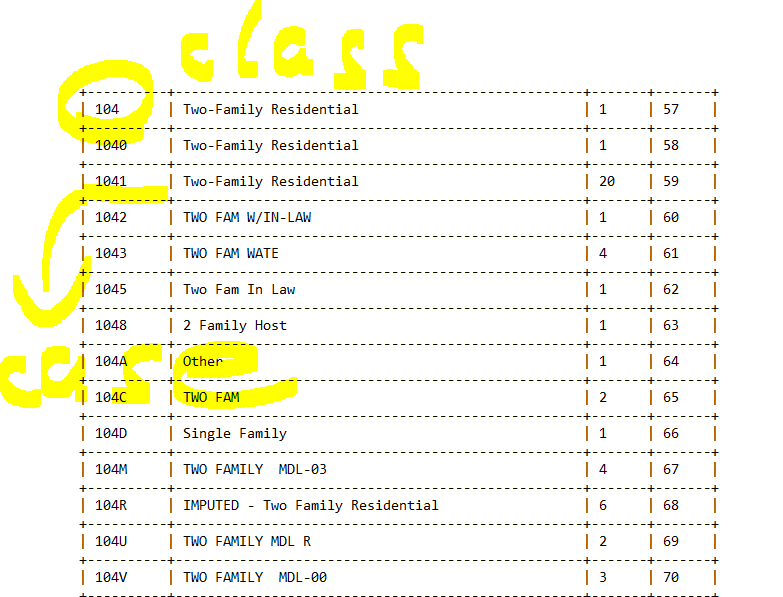 class
104 Two-Family Residential 1 57
1040 Two-Family Residential 1 58
1041 Two-Family Residential 20 59
1042 TWO FAM W/IN-LAW 1 60
1043 TWO FAM WATE 4 61
1045 Two Fam In Law 1 62
1048 2 Family Host 1 63
case
104A Other 1 64
104C TWO FAM 2 65
104D Single Family 1 66
104M TWO FAMILY  MDL-03 4 67
104R IMPUTED - Two Family Residential 6 68
104U TWO FAMILY MDL R 2 69
104V TWO FAMILY  MDL-00 3 70